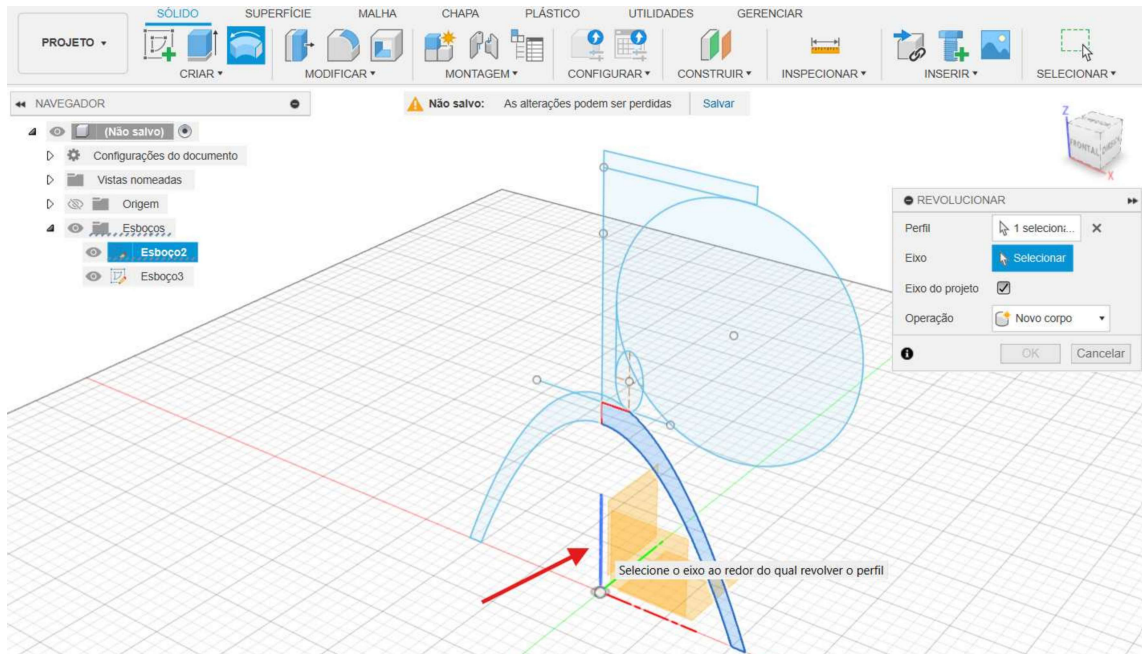 SÓLIDO SUPERFÍCIE MALHA CHAPA PLÁSTICO UTILIDADES GERENCIAR
PROJETO
CRIAR MODIFICAR MONTAGEM CONFIGURAR CONSTRUIR INSPECIONAR INSERIR SELECIONAR
NAVEGADOR
Não salvo: As alterações podem ser perdidas Salvar
(Não salvo)
Configurações do documento
Vistas nomeadas
Origem
Esboços
Esboço2
Esboço3
Z
FRONTAL
X
REVOLUCIONAR
Perfil 1 seleciona...
Eixo Selecionar
Eixo do projeto
Operação Novo corpo
OK Cancelar
Selecione o eixo ao redor do qual revolver o perfil